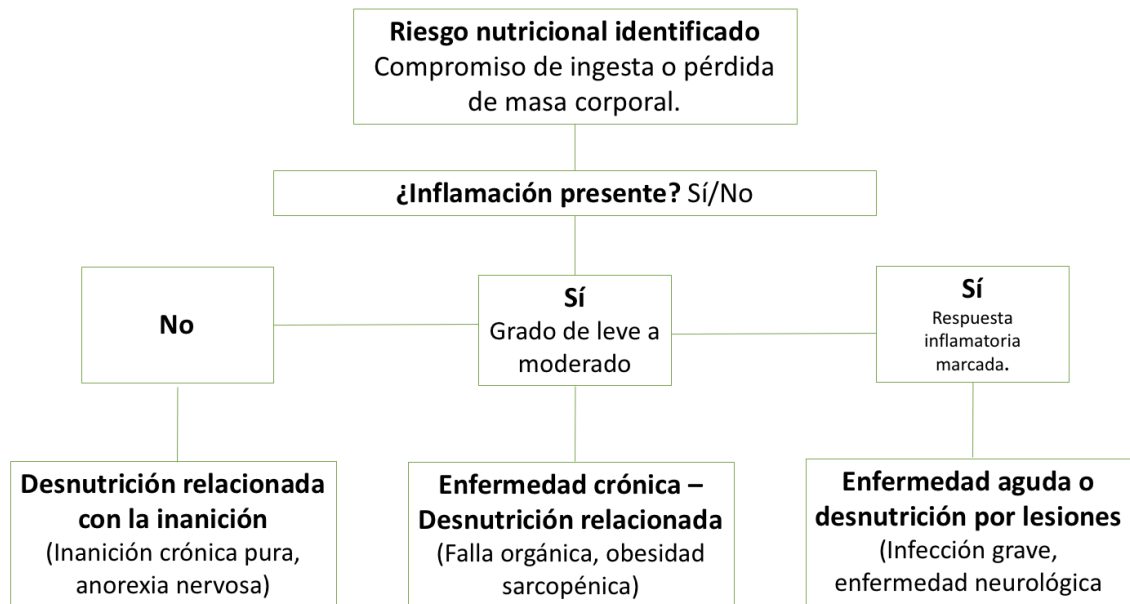 Riesgo nutricional identificado
Compromiso de ingesta o pérdida
de masa corporal.
¿Inflamación presente? Sí/No
No
Sí
Grado de leve a
moderado
Sí
Respuesta
inflamatoria
marcada.
Desnutrición relacionada
con la inanición
(Inanición crónica pura,
anorexia nervosa)
Enfermedad crónica –
Desnutrición relacionada
(Falla orgánica, obesidad
sarcopénica)
Enfermedad aguda o
desnutrición por lesiones
(Infección grave,
enfermedad neurológica